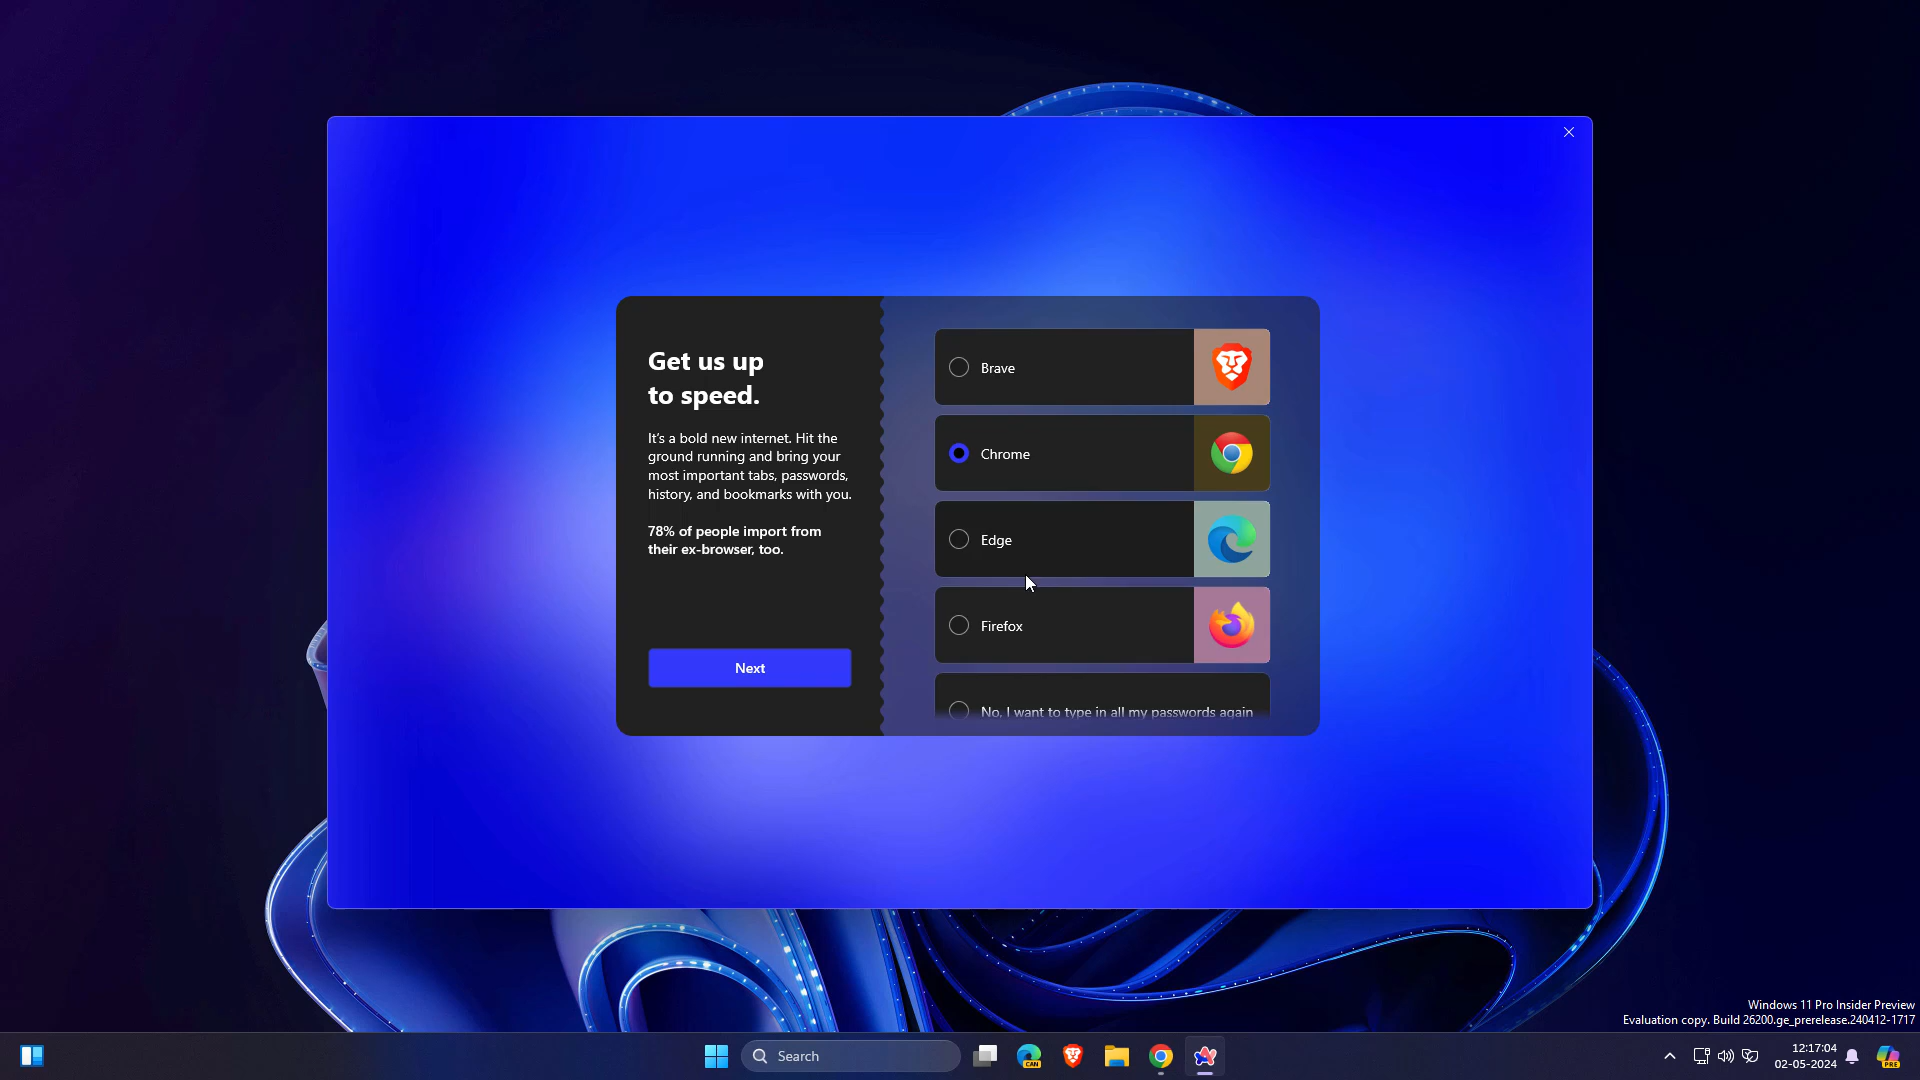 Get us up
to speed.
It's a bold new internet. Hit the
ground running and bring your
most important tabs, passwords,
history, and bookmarks with you.
78% of people import from
their ex-browser, too.
Next
Brave
Chrome
Edge
Firefox
No, I want to type in all my passwords again
Windows 11 Pro Insider Preview
Evaluation copy. Build 26200.ge_prerelease.240412-1717
Search
CAN
12:17:04
02-05-2024
PRE